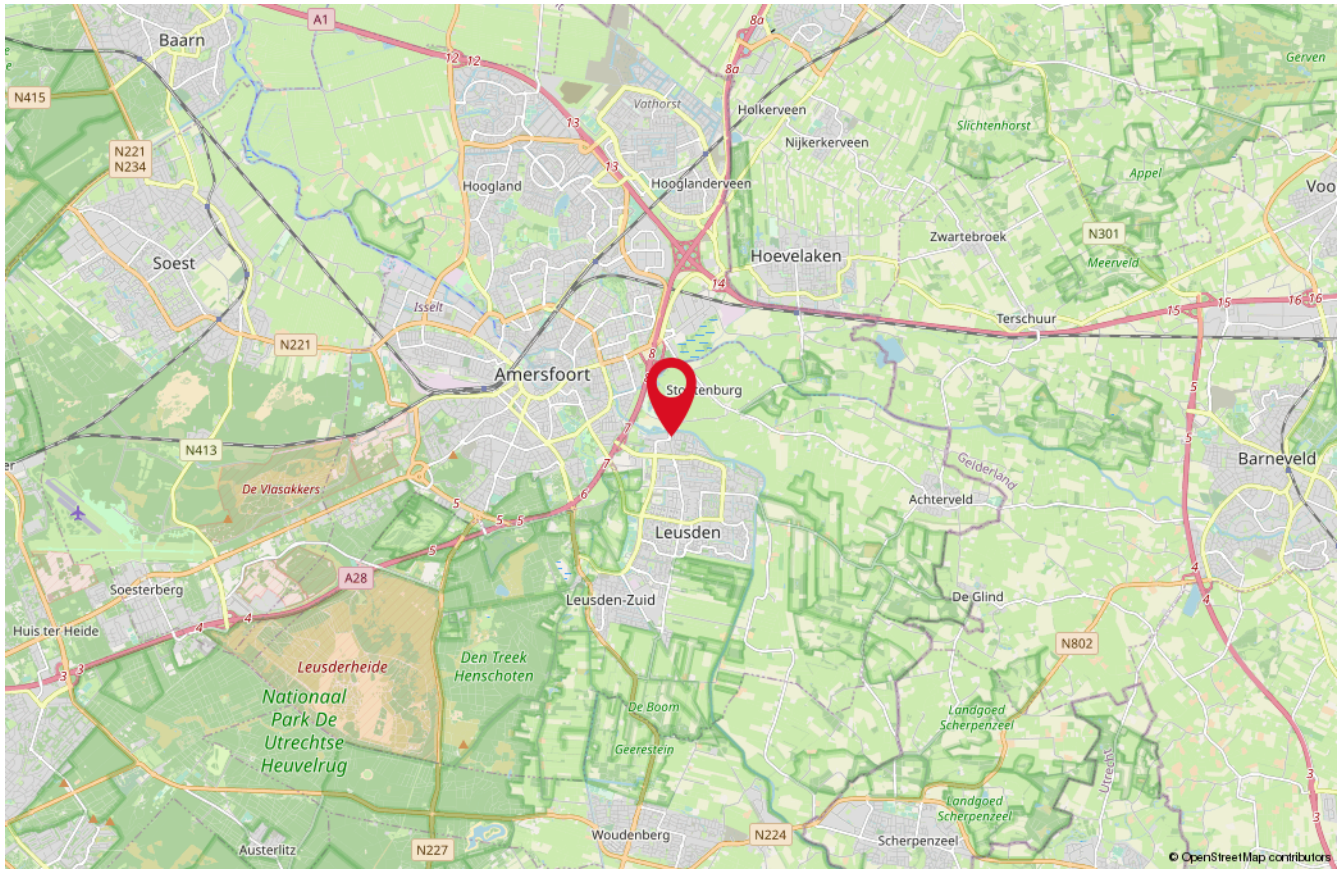 A1
8a
Baarn
12
12
8a
Gerven
N415
Vathorst
Holkerveen
13
Slichtenhorst
N221
N234
Nijkerkerveen
13
Appel
Hoogland
Hooglanderveen
Voo
Zwartebroek
N301
Soest
Hoevelaken
Meerveld
14
Isselt
15
16
16
15
Terschuur
N221
8
Amersfoort
5
Sto
tenburg
7
5
N413
7
Gelderland
Barneveld
De Vlasakkers
6
Achterveld
5
5
5
Leusden
5
A28
4
Soesterberg
Leusden-Zuid
De Glind
4
4
4
Huis ter Heide
N802
Den Treek
Henschoten
Leusderheide
3
3
Nationaal
Park De
Utrechtse
Heuvelrug
De Boom
Landgoed
Scherpenzeel
Geerestein
Utrecht
3
Landgoed
Scherpenzeel
Woudenberg
N224
Scherpenzeel
Austerlitz
N227
3
© OpenStreetMap contributors